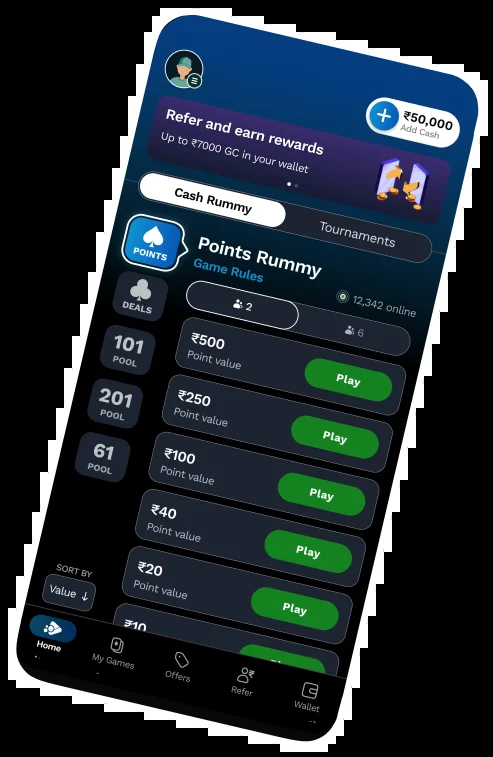 ₹50,000
Add Cash
Refer and earn rewards
Up to ₹7000 GC in your wallet
Cash Rummy
Tournaments
POINTS
Points Rummy
Game Rules
12,342 online
DEALS
2
6
101
POOL
₹500
Point value
Play
201
POOL
₹250
Point value
Play
61
POOL
₹100
Point value
Play
₹40
Point value
Play
₹20
Point value
Play
SORT BY
Value ↓
₹10
Home
My Games
Offers
Refer
Wallet